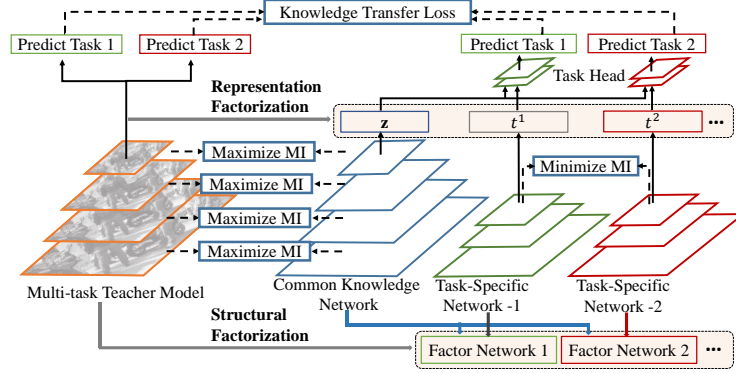 Knowledge Transfer Loss
Predict Task 1
Predict Task 2
Predict Task 1
Predict Task 2
Task Head
Representation
Factorization
z
t¹
t²
...
Maximize MI
Maximize MI
Maximize MI
Maximize MI
Minimize MI
Multi-task Teacher Model
Common Knowledge
Network
Task-Specific
Network -1
Task-Specific
Network -2
Structural
Factorization
Factor Network 1
Factor Network 2
...